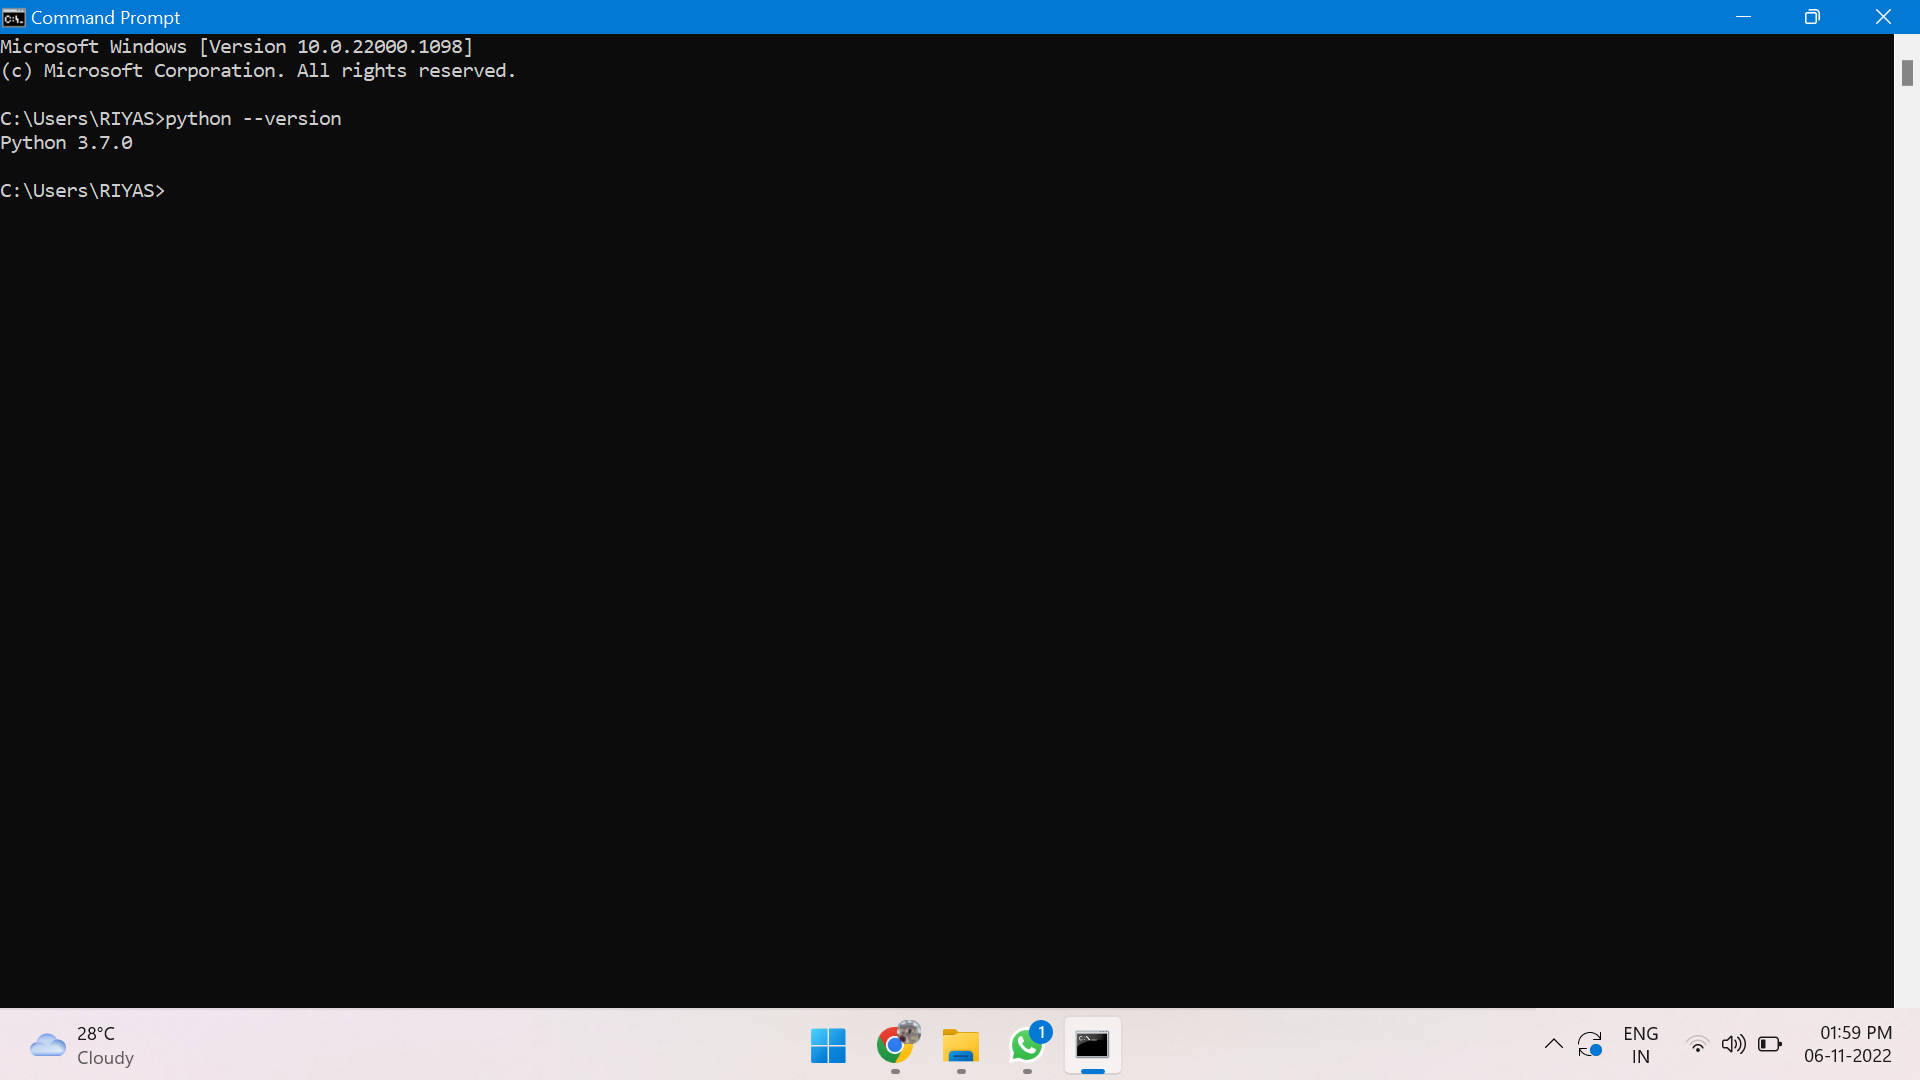 Command Prompt
Microsoft Windows [Version 10.0.22000.1098]
(c) Microsoft Corporation. All rights reserved.
C:\Users\RIYAS>python --version
Python 3.7.0
C:\Users\RIYAS>
28°C
Cloudy
1
ENG
IN
01:59 PM
06-11-2022